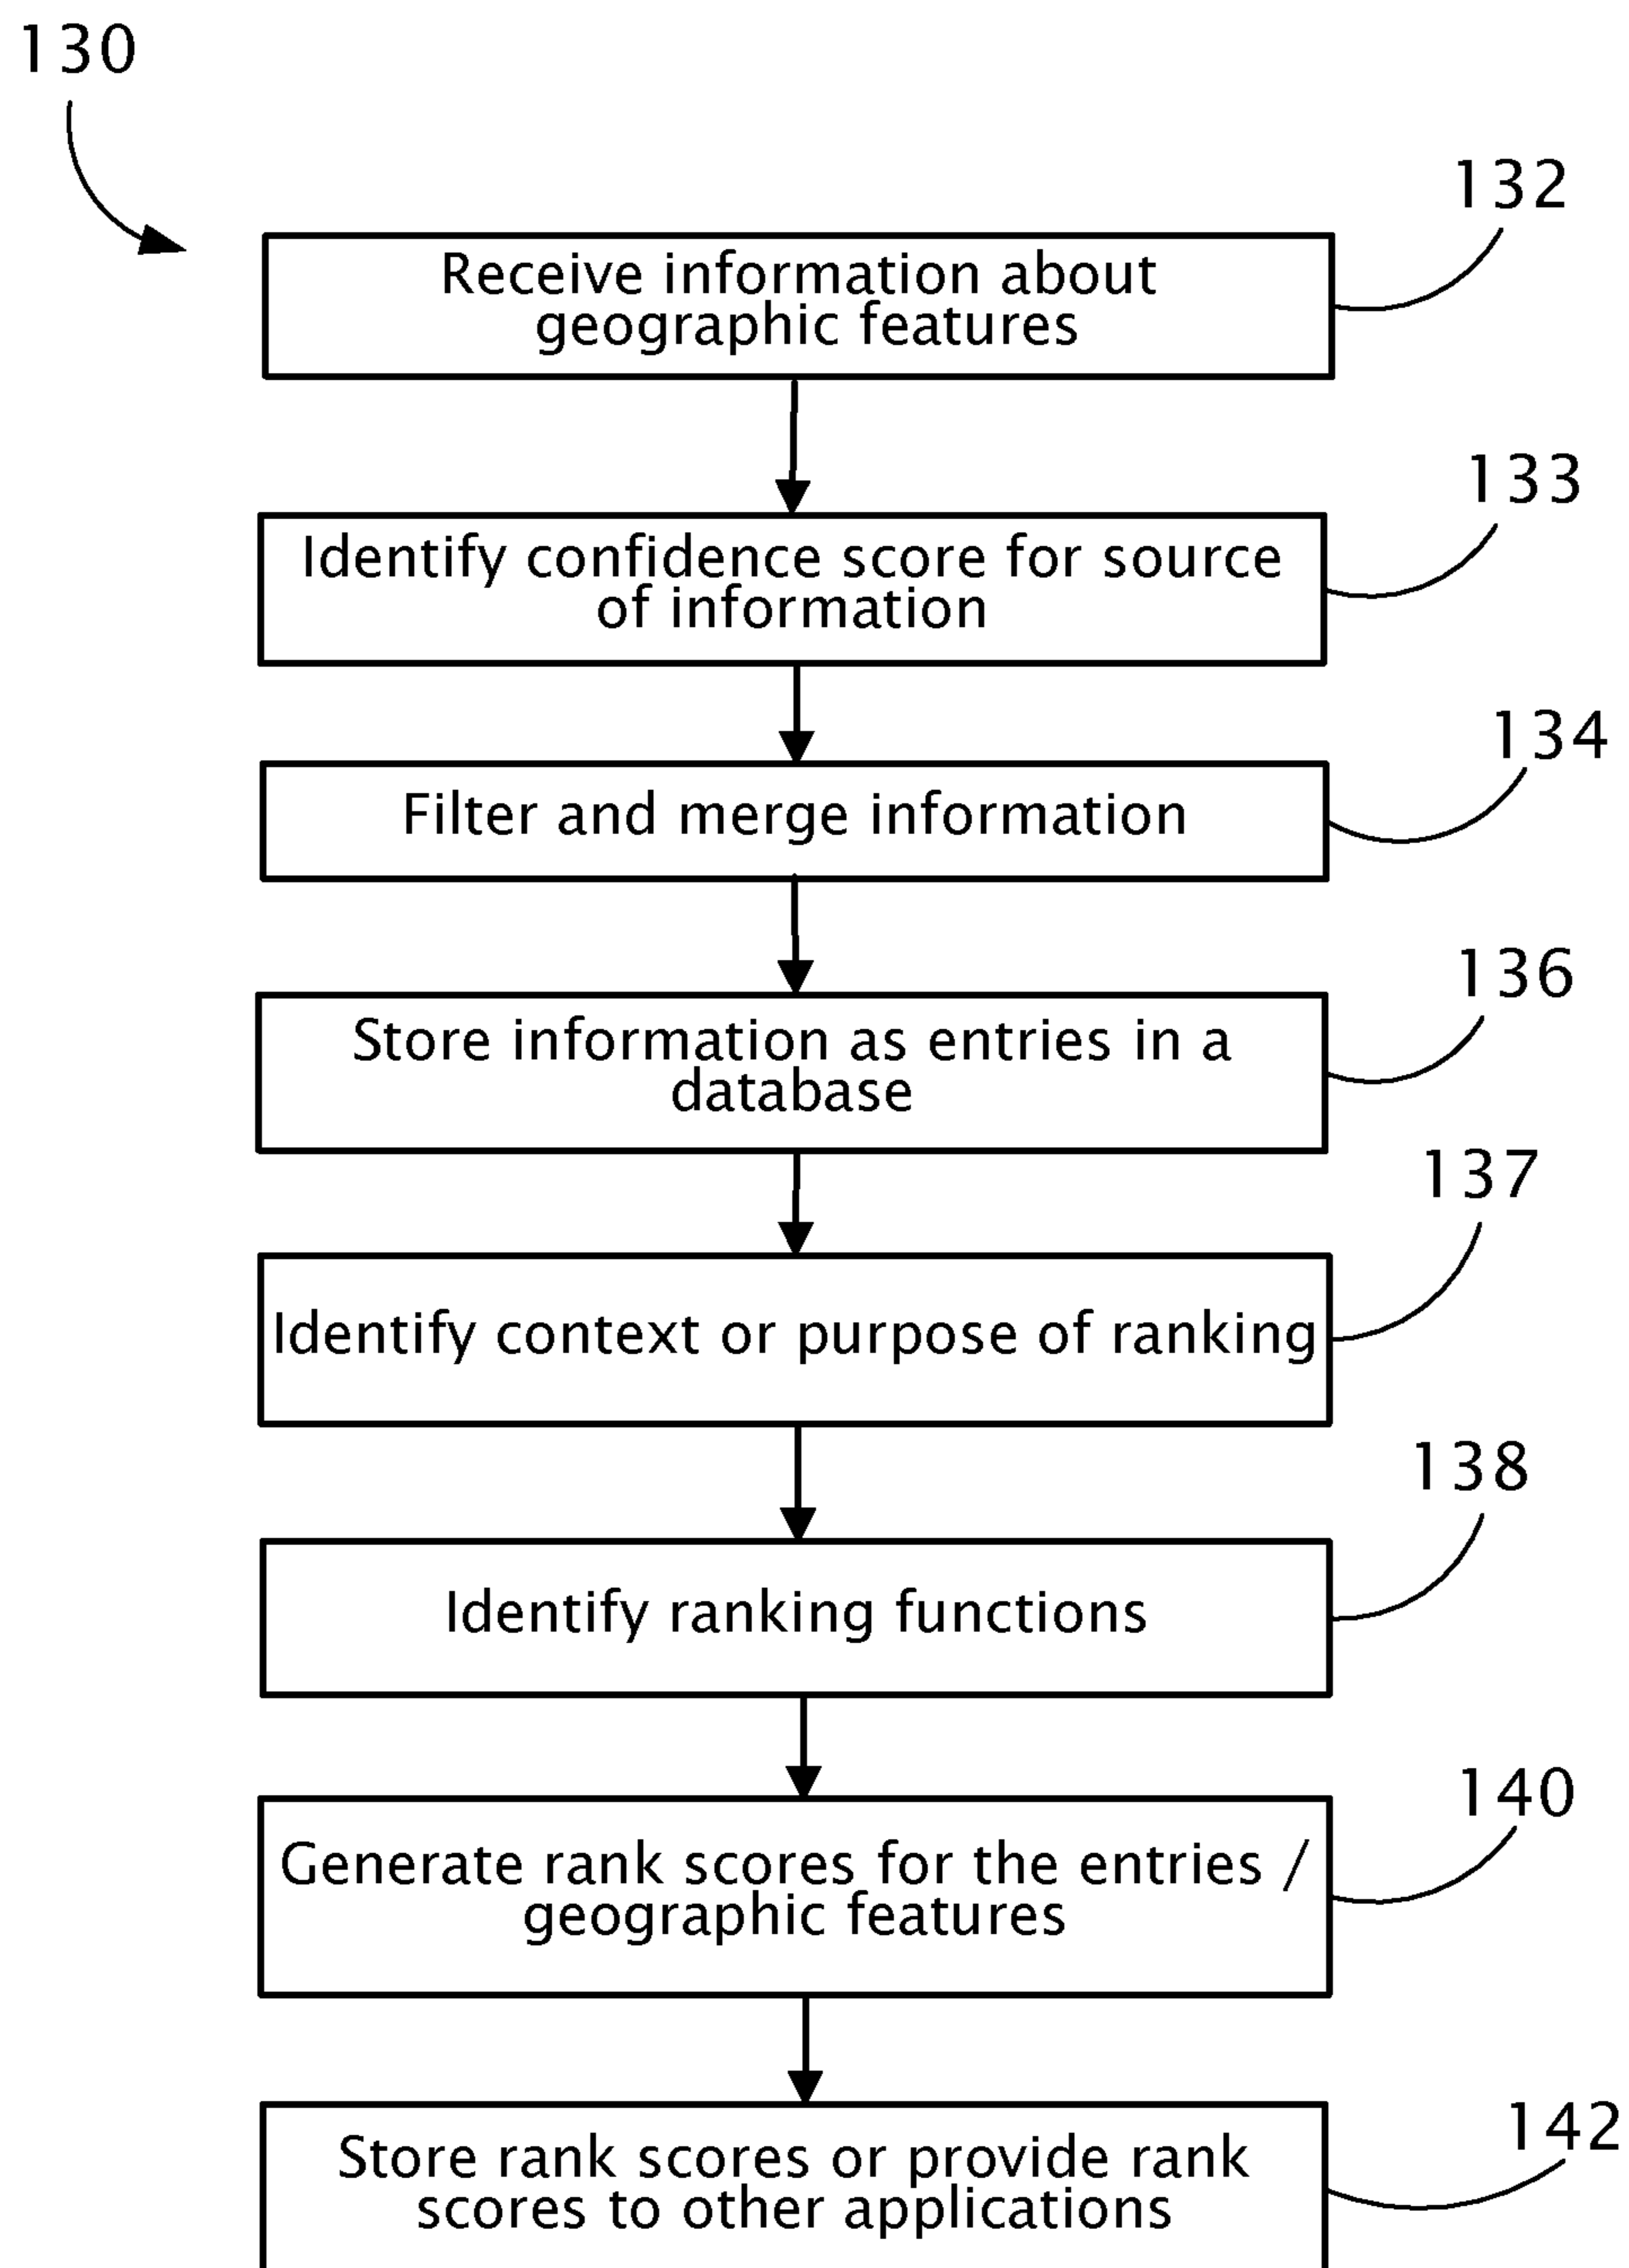 130
132
Receive information about
geographic features
133
Identify confidence score for source
of information
134
Filter and merge information
136
Store information as entries in a
database
137
Identify context or purpose of ranking
138
Identify ranking functions
140
Generate rank scores for the entries /
geographic features
142
Store rank scores or provide rank
scores to other applications